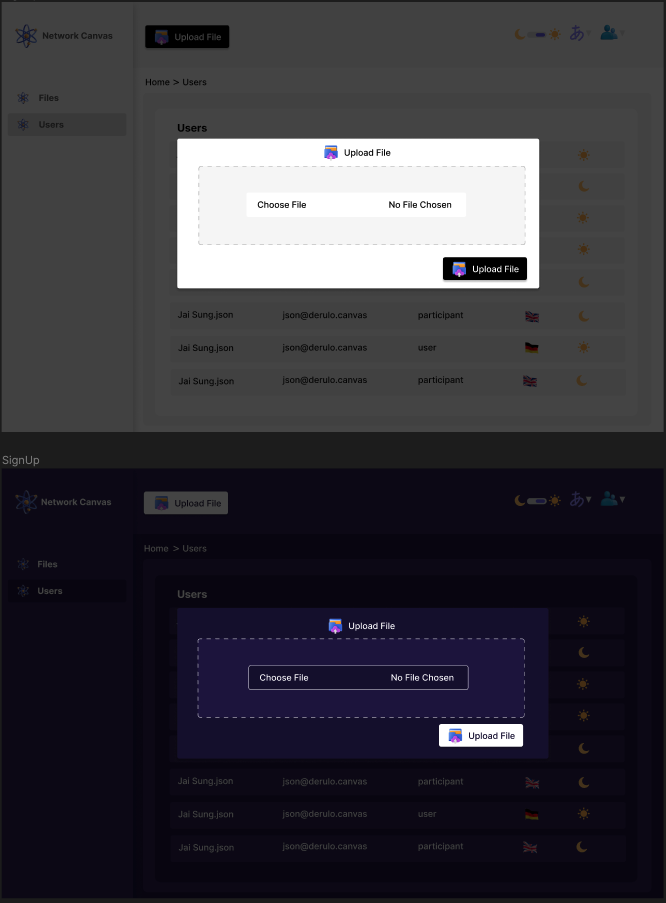 Network Canvas
Upload File
あ
Home > Users
Files
Users
Users
Upload File
Choose File No File Chosen
Upload File
Jai Sung.json json@derulo.canvas participant
Jai Sung.json json@derulo.canvas user
Jai Sung.json json@derulo.canvas participant
SignUp
Network Canvas
Upload File
あ
Home > Users
Files
Users
Users
Upload File
Choose File No File Chosen
Upload File
Jai Sung.json json@derulo.canvas participant
Jai Sung.json json@derulo.canvas user
Jai Sung.json json@derulo.canvas participant